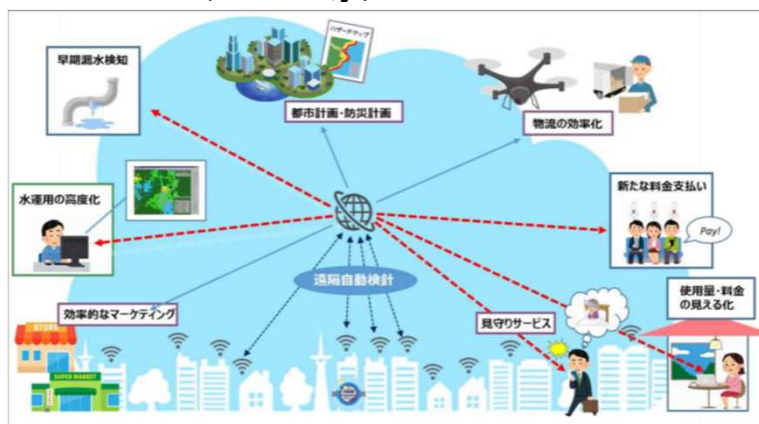 早期漏水検知
ハザードマップ
都市計画・防災計画
物流の効率化
水運用の高度化
新たな料金支払い
Pay!
遠隔自動検針
使用量・料金
の見える化
効率的なマーケティング
見守りサービス
STORE
SUPER MARKET